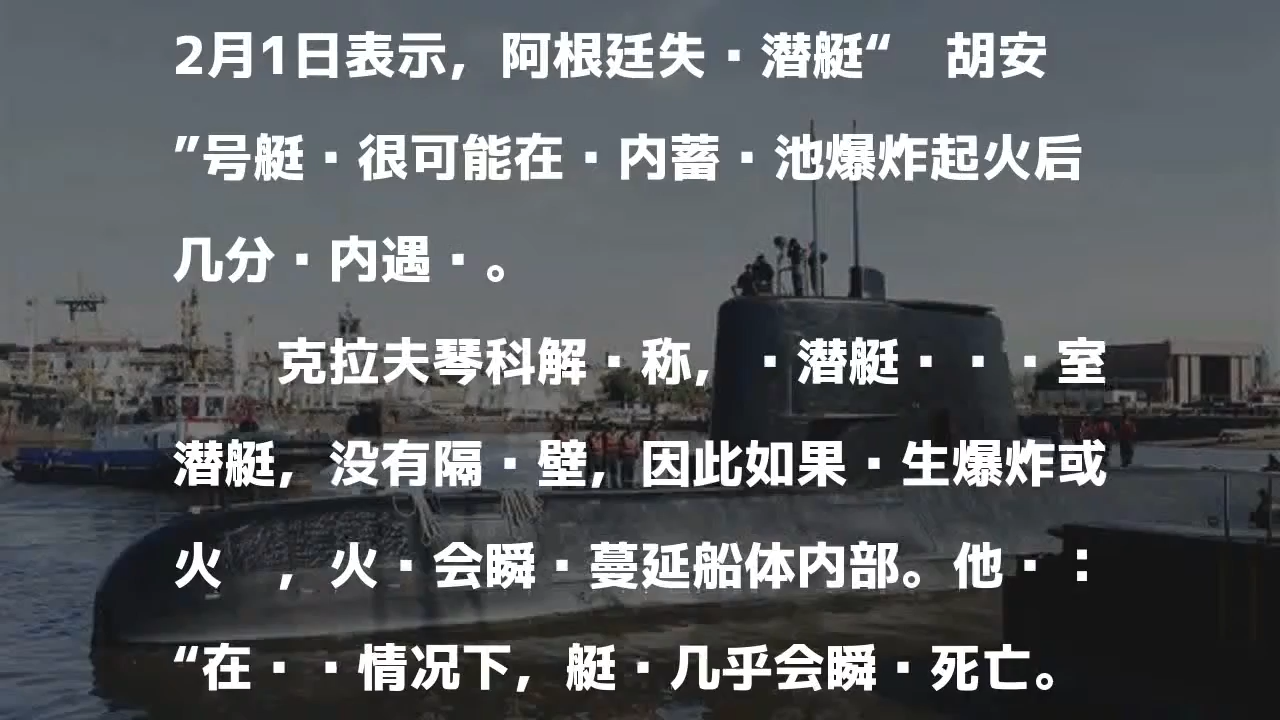 2月1日表示，阿根廷失·潜艇“　胡安
”号艇·很可能在·内蓄·池爆炸起火后
几分·内遇·。
克拉夫琴科解·称，·潜艇···室
潜艇，没有隔·壁，因此如果·生爆炸或
火　，火·会瞬·蔓延船体内部。他·：
“在··情况下，艇·几乎会瞬·死亡。